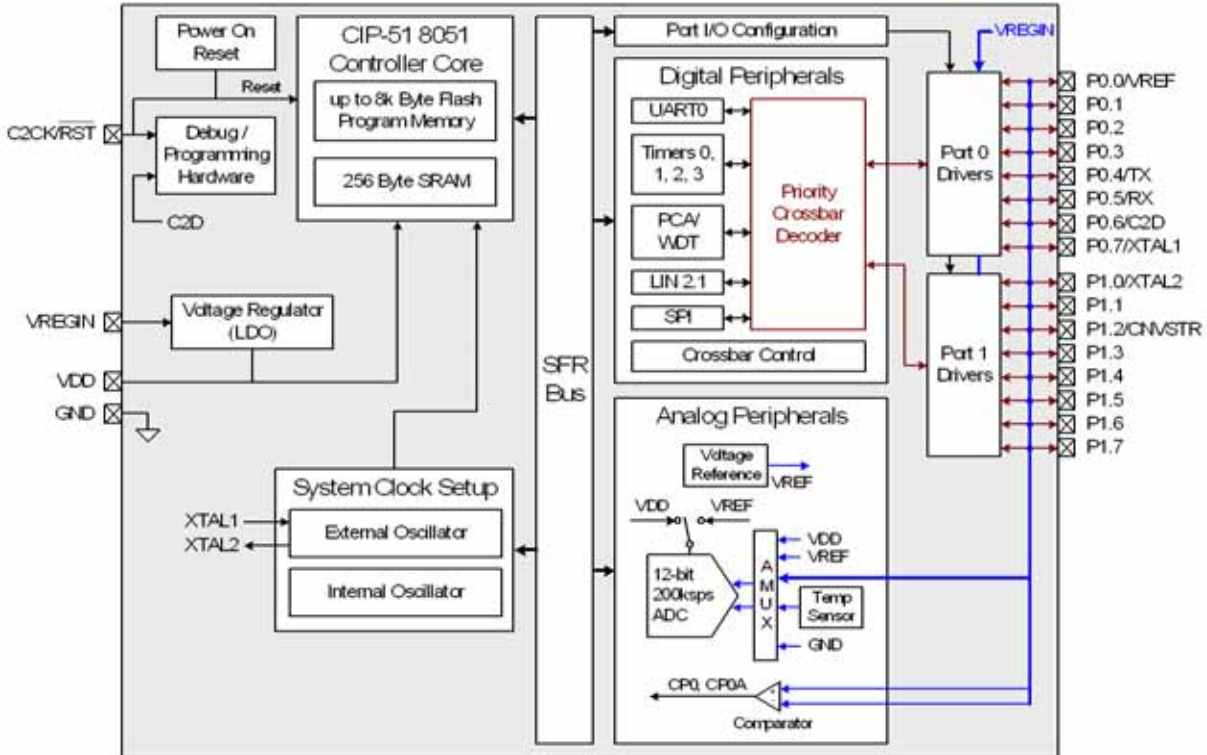 Power On
Reset
Reset
C2CK/RST
Debug /
Programming
Hardware
C2D
CIP-51 8051
Controller Core
up to 8k Byte Flash
Program Memory
256 Byte SRAM
VREGIN
Voltage Regulator
(LDO)
VDD
GND
System Clock Setup
XTAL1
XTAL2
External Oscillator
Internal Oscillator
SFR
Bus
Port I/O Configuration
Digital Peripherals
UART0
Timers 0,
1, 2, 3
PCA/
WDT
LIN 2.1
SPI
Priority
Crossbar
Decoder
Crossbar Control
Analog Peripherals
Voltage
Reference
VREF
VDD
VREF
12-bit
200ksps
ADC
A
M
U
X
VDD
VREF
Temp
Sensor
GND
CP0, CP0A
+
-
Comparator
VREGIN
Port 0
Drivers
Port 1
Drivers
P0.0/VREF
P0.1
P0.2
P0.3
P0.4/TX
P0.5/RX
P0.6/C2D
P0.7/XTAL1
P1.0/XTAL2
P1.1
P1.2/CNVSTR
P1.3
P1.4
P1.5
P1.6
P1.7